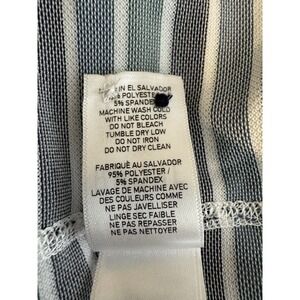 IN EL SALVADOR
POLYESTER
5% SPANDEX
MACHINE WASH COLD
WITH LIKE COLORS
DO NOT BLEACH
TUMBLE DRY LOW
DO NOT IRON
DO NOT DRY CLEAN
FABRIQUÉ AU SALVADOR
95% POLYESTER /
5% SPANDEX
LAVAGE DE MACHINE AVEC
DES COULEURS COMME
NE PAS JAVELLISER
LINGE SEC FAIBLE
NE PAS REPASSER
NE PAS NETTOYER